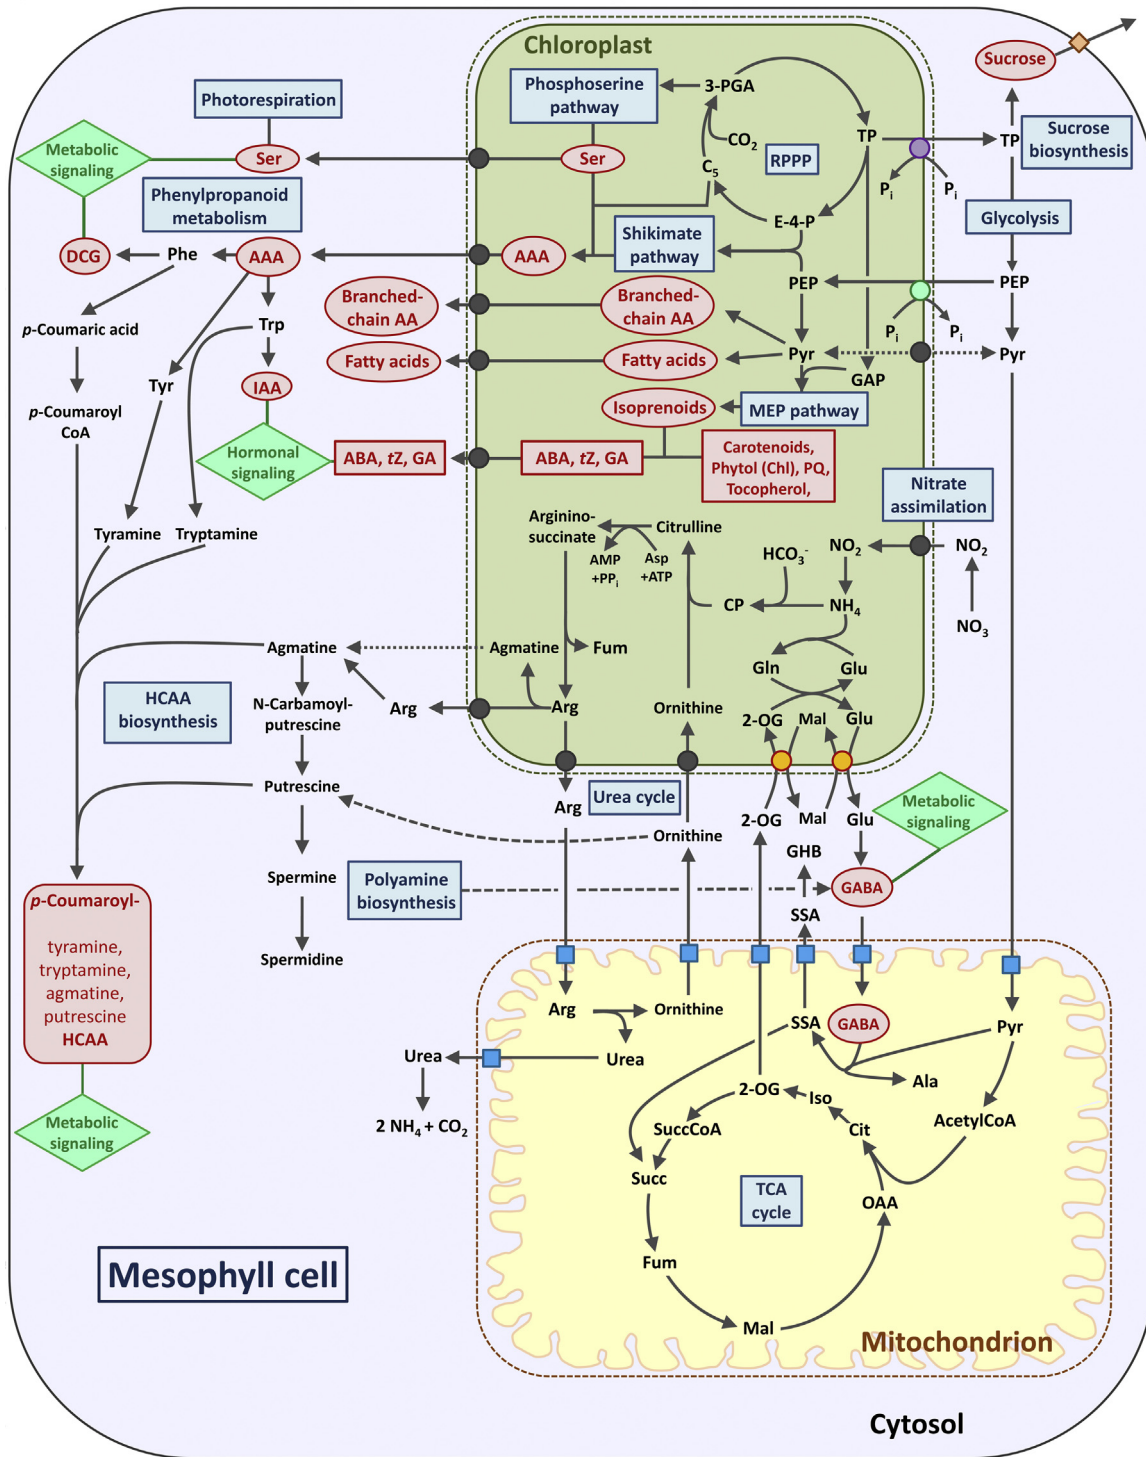 Chloroplast
Sucrose
Phosphoserine
pathway
3-PGA
Photorespiration
CO2
TP
TP
Sucrose
biosynthesis
Metabolic
signaling
Ser
Ser
C5
RPPP
Pi
Pi
Phenylpropanoid
metabolism
E-4-P
Glycolysis
DCG
Phe
AAA
AAA
Shikimate
pathway
PEP
PEP
Branched-
chain AA
Branched-
chain AA
p-Coumaric acid
Trp
Pi
Pi
Fatty acids
Fatty acids
Pyr
Pyr
Tyr
IAA
GAP
p-Coumaroyl
CoA
Isoprenoids
MEP pathway
Hormonal
signaling
ABA, tZ, GA
ABA, tZ, GA
Carotenoids,
Phytol (Chl), PQ,
Tocopherol,
Nitrate
assimilation
Tyramine
Tryptamine
Arginino-
succinate
Citrulline
AMP
+PPi
Asp
+ATP
HCO3-
NO2
NO2
CP
NH4
NO3
Agmatine
Agmatine
Fum
Gln
Glu
HCAA
biosynthesis
N-Carbamoyl-
putrescine
Arg
Arg
Ornithine
2-OG
Mal
Glu
Putrescine
Arg
Urea cycle
2-OG
Mal
Glu
Metabolic
signaling
Ornithine
GHB
Spermine
Polyamine
biosynthesis
GABA
p-Coumaroyl-
tyramine,
tryptamine,
agmatine,
putrescine
HCAA
SSA
Spermidine
Arg
Ornithine
SSA
GABA
Pyr
Urea
Urea
Ala
2-OG
Iso
Metabolic
signaling
2 NH4 + CO2
SuccCoA
Cit
AcetylCoA
Succ
TCA
cycle
OAA
Mesophyll cell
Fum
Mal
Mitochondrion
Cytosol